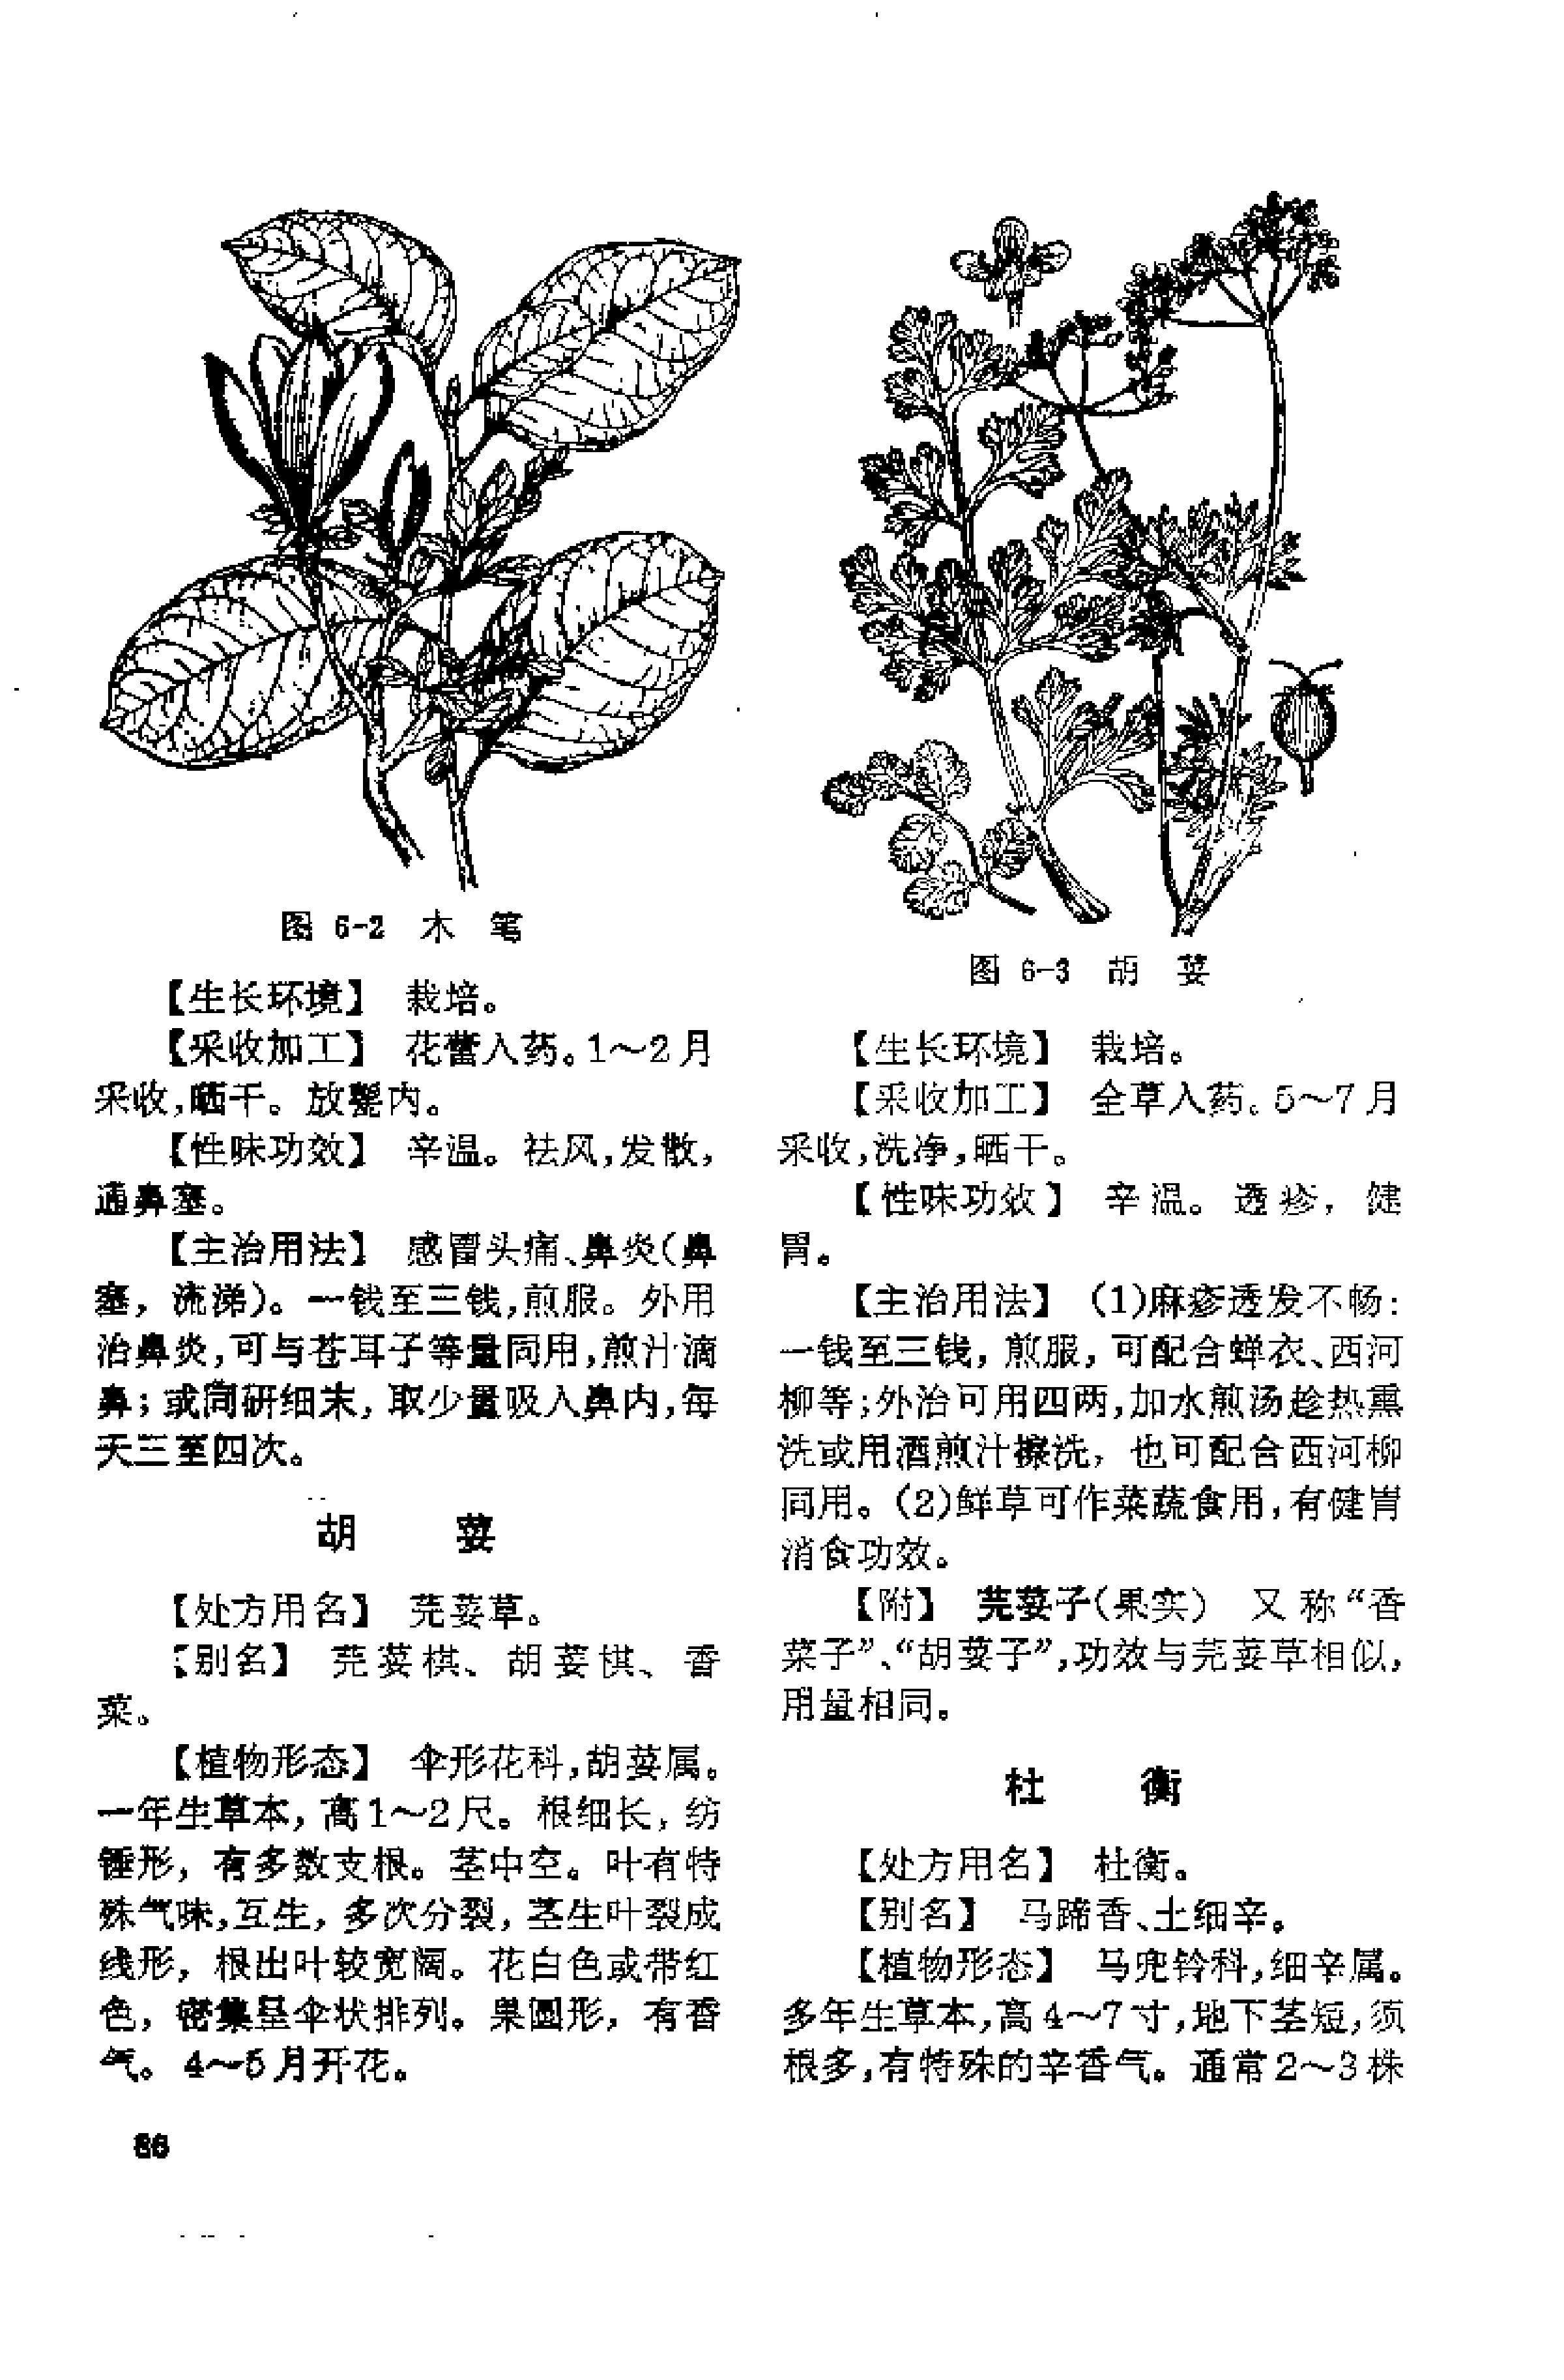 图 6-2 木 笔
【生长环境】 栽培。
【采收加工】 花蕾入药。1～2月
采收,晒干。放甏内。
【性味功效】 辛温。祛风,发散,
通鼻塞。
【主治用法】 感冒头痛、鼻炎(鼻
塞，流涕)。一钱至三钱,煎服。外用
治鼻炎,可与苍耳子等量同用,煎汁滴
鼻；或同研细末，取少量吸入鼻内,每
天三至四次。
胡 荽
【处方用名】 芫荽草。
【别名】 芫荽棋、胡荽棋、香
菜。
【植物形态】 伞形花科,胡荽属。
一年生草本，高1～2尺。根细长，纺
锤形，有多数支根。茎中空。叶有特
殊气味,互生，多次分裂，茎生叶裂成
线形，根出叶较宽阔。花白色或带红
色，密集呈伞状排列。果圆形，有香
气。4～5月开花。
86
图 6-3 胡 荽
【生长环境】 栽培。
【采收加工】 全草入药。5～7月
采收,洗净,晒干。
【性味功效】 辛温。透疹，健
胃。
【主治用法】 (1)麻疹透发不畅:
一钱至三钱，煎服，可配合蝉衣、西河
柳等;外治可用四两,加水煎汤趁热熏
洗或用酒煎汁擦洗，也可配合西河柳
同用。(2)鲜草可作菜蔬食用,有健胃
消食功效。
【附】 芫荽子(果实) 又称“香
菜子”、“胡荽子”,功效与芫荽草相似,
用量相同。
杜 衡
【处方用名】 杜衡。
【别名】 马蹄香、土细辛。
【植物形态】 马兜铃科,细辛属。
多年生草本,高4～7寸,地下茎短,须
根多,有特殊的辛香气。通常2～3株